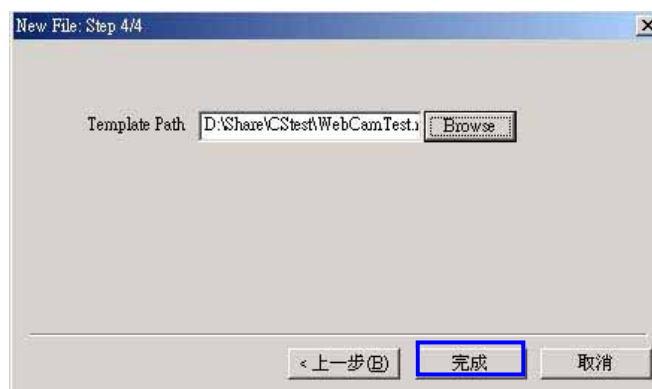 New File: Step 4/4
Template Path D:\Share\CStest\WebCamTest. Browse
<上一步(B) 完成 取消